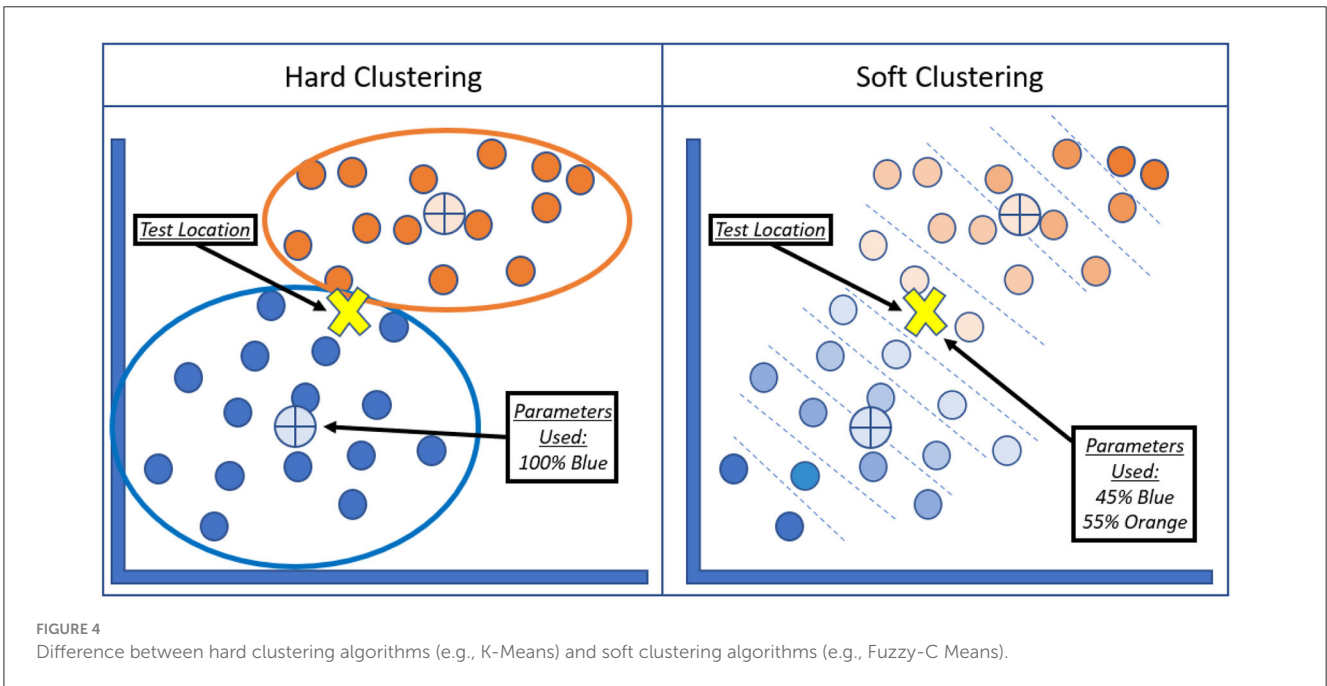 Hard Clustering
Soft Clustering
Test Location
Parameters
Used:
100% Blue
Test Location
Parameters
Used:
45% Blue
55% Orange
FIGURE 4
Difference between hard clustering algorithms (e.g., K-Means) and soft clustering algorithms (e.g., Fuzzy-C Means).